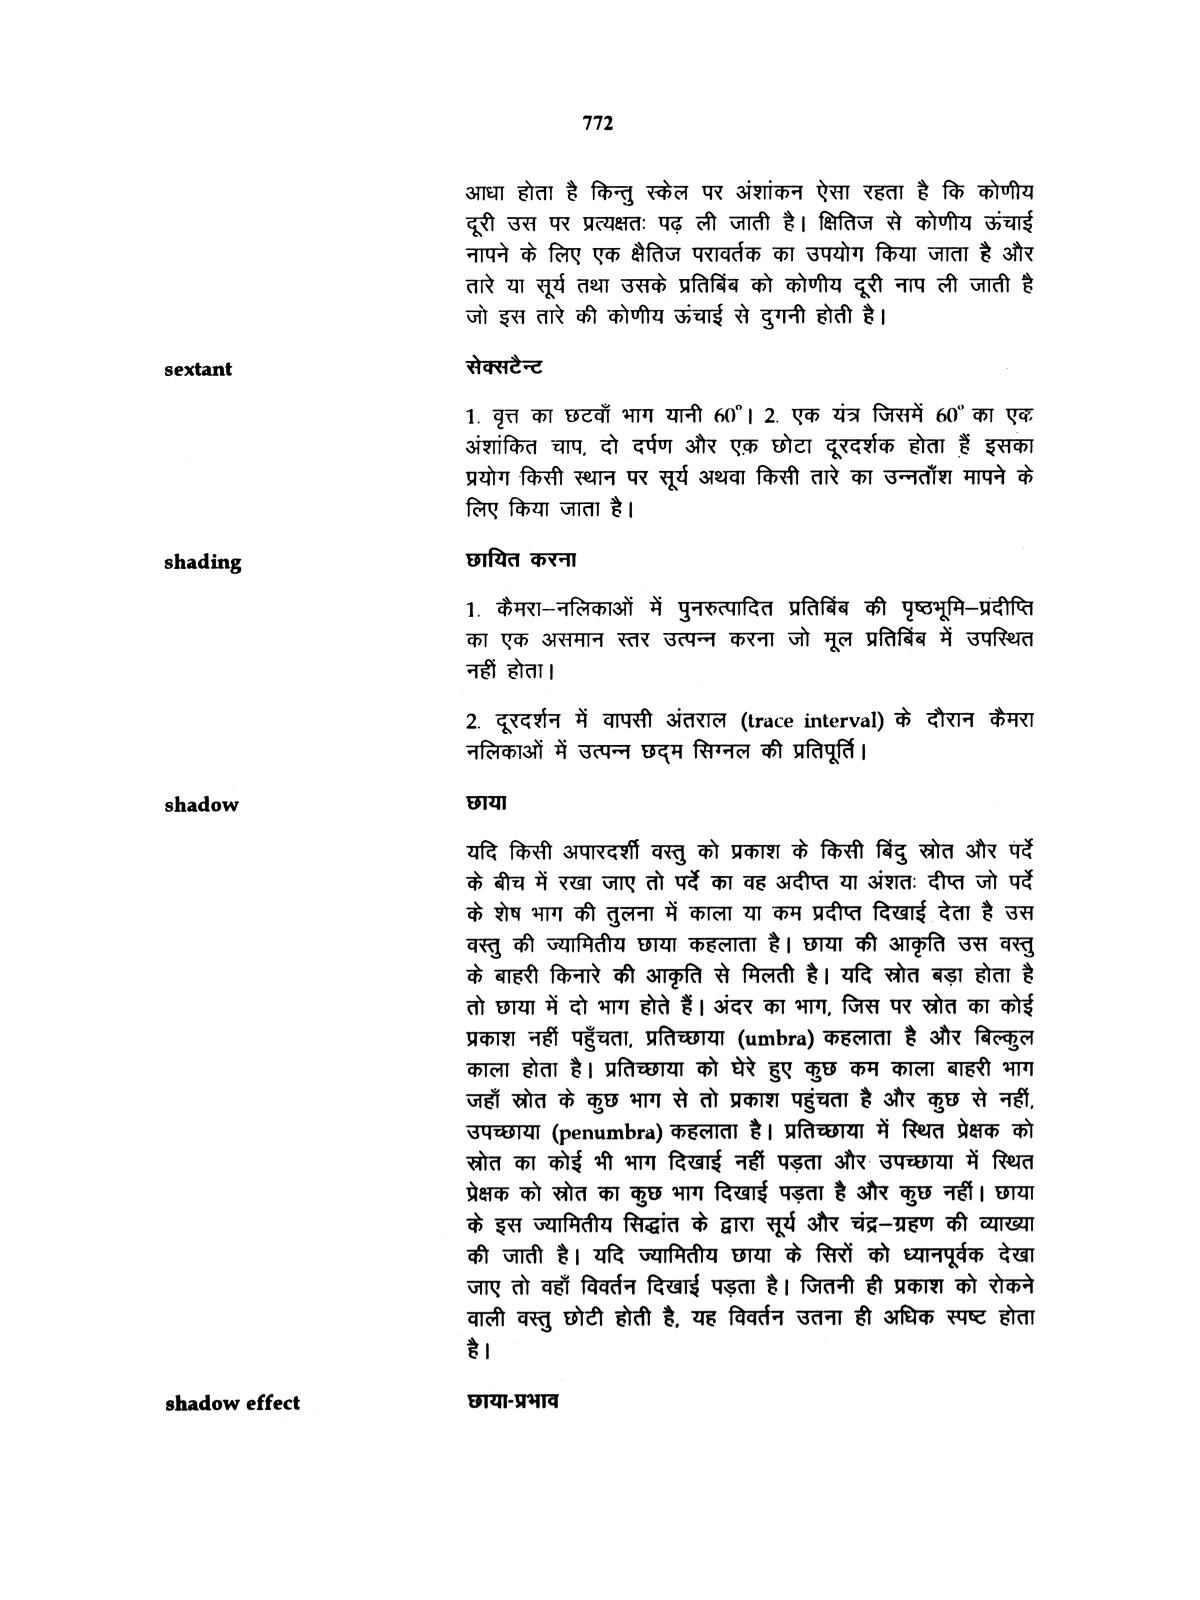 772
आधा होता है किन्तु स्केल पर अंशांकन ऐसा रहता है कि कोणीय
दूरी उस पर प्रत्यक्षतः पढ़ ली जाती है। क्षितिज से कोणीय ऊंचाई
नापने के लिए एक क्षैतिज परावर्तक का उपयोग किया जाता है और
तारे या सूर्य तथा उसके प्रतिबिंब को कोणीय दूरी नाप ली जाती है
जो इस तारे की कोणीय ऊंचाई से दुगनी होती है।
sextant सेक्सटैन्ट
1. वृत्त का छटवाँ भाग यानी 60°। 2. एक यंत्र जिसमें 60° का एक
अंशांकित चाप, दो दर्पण और एक छोटा दूरदर्शक होता हैं इसका
प्रयोग किसी स्थान पर सूर्य अथवा किसी तारे का उन्नताँश मापने के
लिए किया जाता है।
shading छायित करना
1. कैमरा–नलिकाओं में पुनरुत्पादित प्रतिबिंब की पृष्ठभूमि–प्रदीप्ति
का एक असमान स्तर उत्पन्न करना जो मूल प्रतिबिंब में उपस्थित
नहीं होता।
2. दूरदर्शन में वापसी अंतराल (trace interval) के दौरान कैमरा
नलिकाओं में उत्पन्न छद्म सिग्नल की प्रतिपूर्ति।
shadow छाया
यदि किसी अपारदर्शी वस्तु को प्रकाश के किसी बिंदु स्रोत और पर्दे
के बीच में रखा जाए तो पर्दे का वह अदीप्त या अंशतः दीप्त जो पर्दे
के शेष भाग की तुलना में काला या कम प्रदीप्त दिखाई देता है उस
वस्तु की ज्यामितीय छाया कहलाता है। छाया की आकृति उस वस्तु
के बाहरी किनारे की आकृति से मिलती है। यदि स्रोत बड़ा होता है
तो छाया में दो भाग होते हैं। अंदर का भाग, जिस पर स्रोत का कोई
प्रकाश नहीं पहुँचता, प्रतिच्छाया (umbra) कहलाता है और बिल्कुल
काला होता है। प्रतिच्छाया को घेरे हुए कुछ कम काला बाहरी भाग
जहाँ स्रोत के कुछ भाग से तो प्रकाश पहुंचता है और कुछ से नहीं,
उपच्छाया (penumbra) कहलाता है। प्रतिच्छाया में स्थित प्रेक्षक को
स्रोत का कोई भी भाग दिखाई नहीं पड़ता और उपच्छाया में स्थित
प्रेक्षक को स्रोत का कुछ भाग दिखाई पड़ता है और कुछ नहीं। छाया
के इस ज्यामितीय सिद्धांत के द्वारा सूर्य और चंद्र–ग्रहण की व्याख्या
की जाती है। यदि ज्यामितीय छाया के सिरों को ध्यानपूर्वक देखा
जाए तो वहाँ विवर्तन दिखाई पड़ता है। जितनी ही प्रकाश को रोकने
वाली वस्तु छोटी होती है, यह विवर्तन उतना ही अधिक स्पष्ट होता
है।
shadow effect छाया-प्रभाव